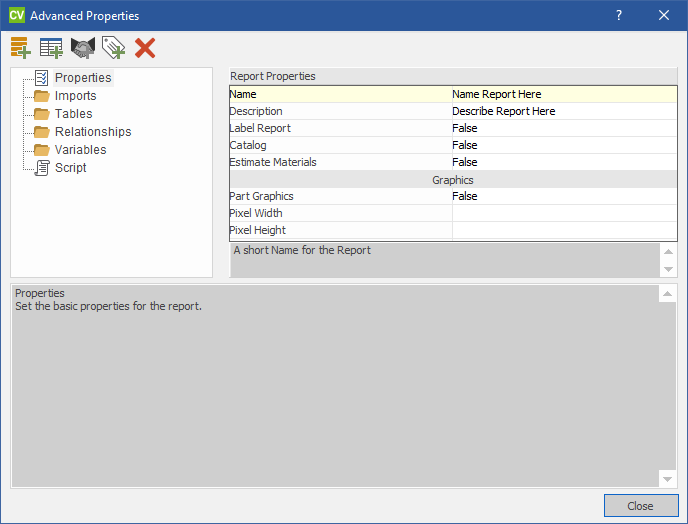 CV Advanced Properties ?
Properties
Imports
Tables
Relationships
Variables
Script
Report Properties
Name Name Report Here
Description Describe Report Here
Label Report False
Catalog False
Estimate Materials False
Graphics
Part Graphics False
Pixel Width
Pixel Height
A short Name for the Report
Properties
Set the basic properties for the report.
Close